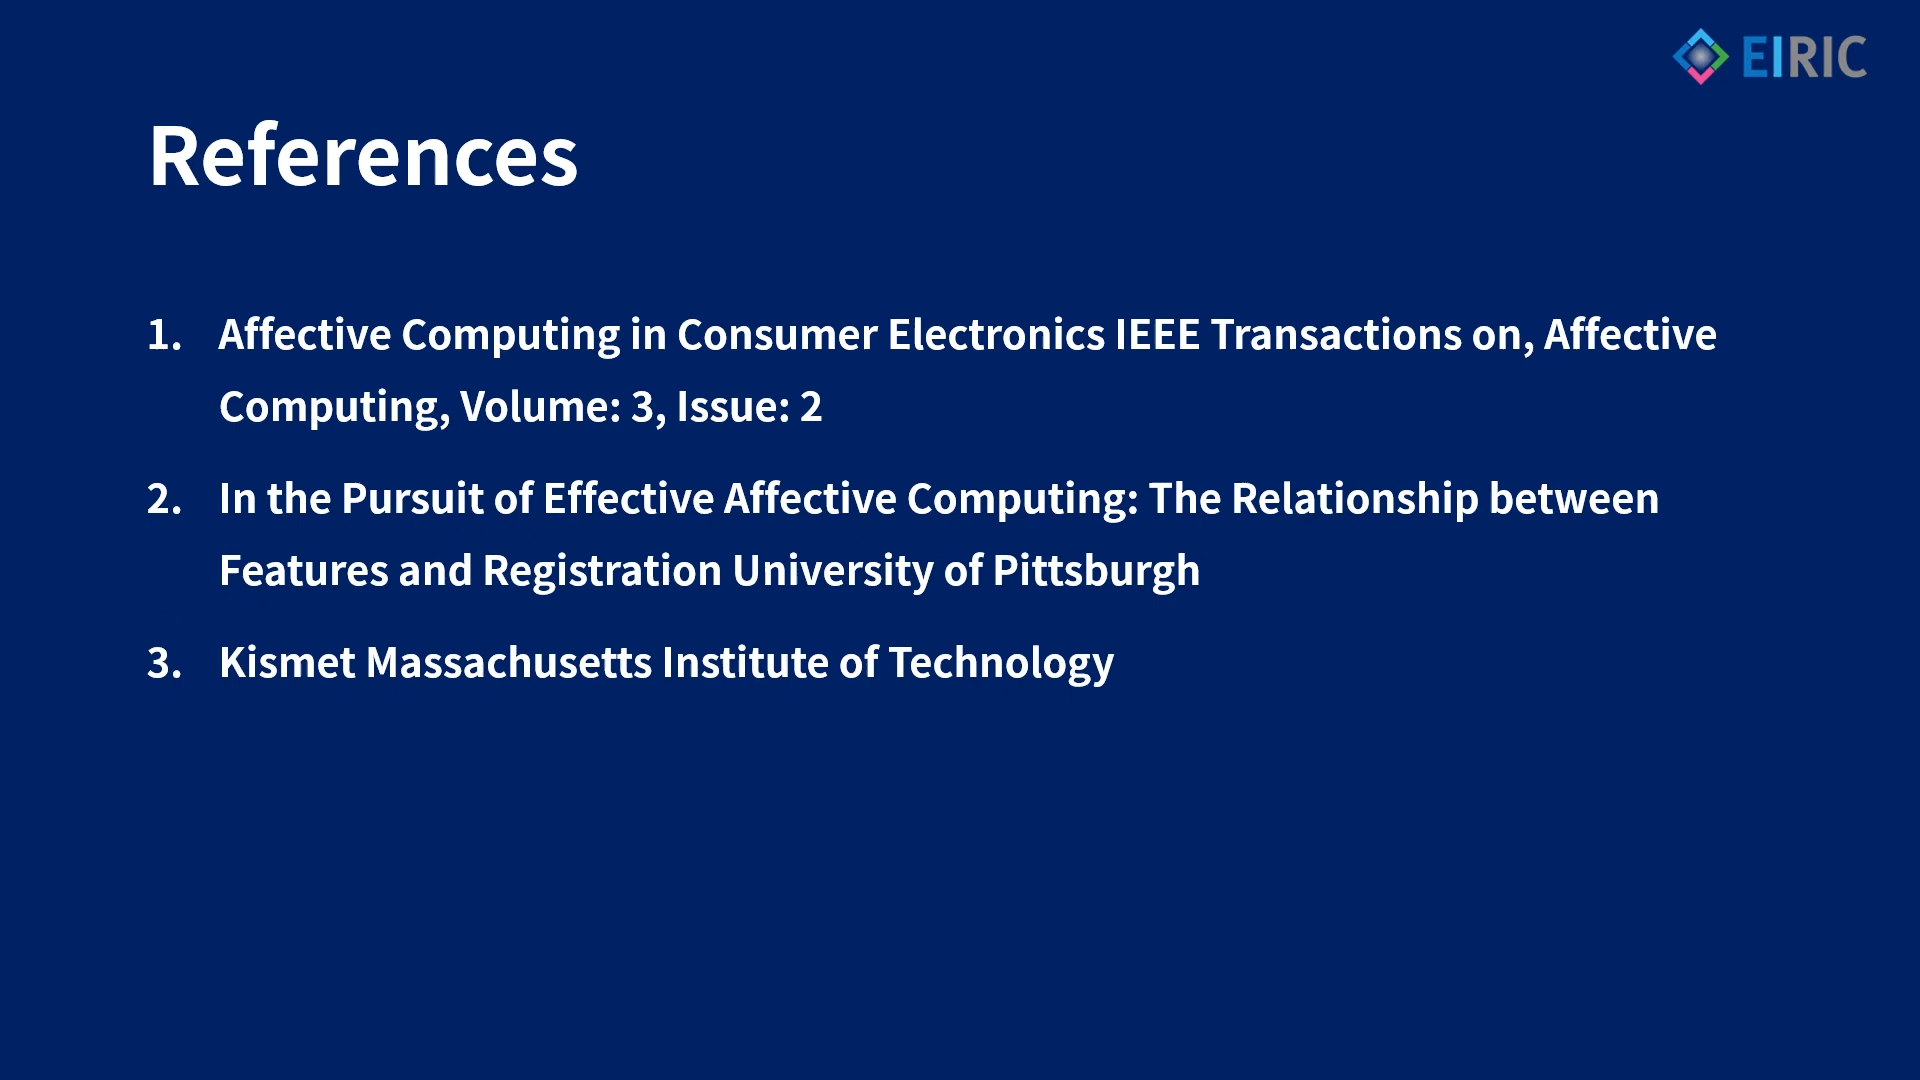 EIRIC
References
1. Affective Computing in Consumer Electronics IEEE Transactions on, Affective
Computing, Volume: 3, Issue: 2
2. In the Pursuit of Effective Affective Computing: The Relationship between
Features and Registration University of Pittsburgh
3. Kismet Massachusetts Institute of Technology